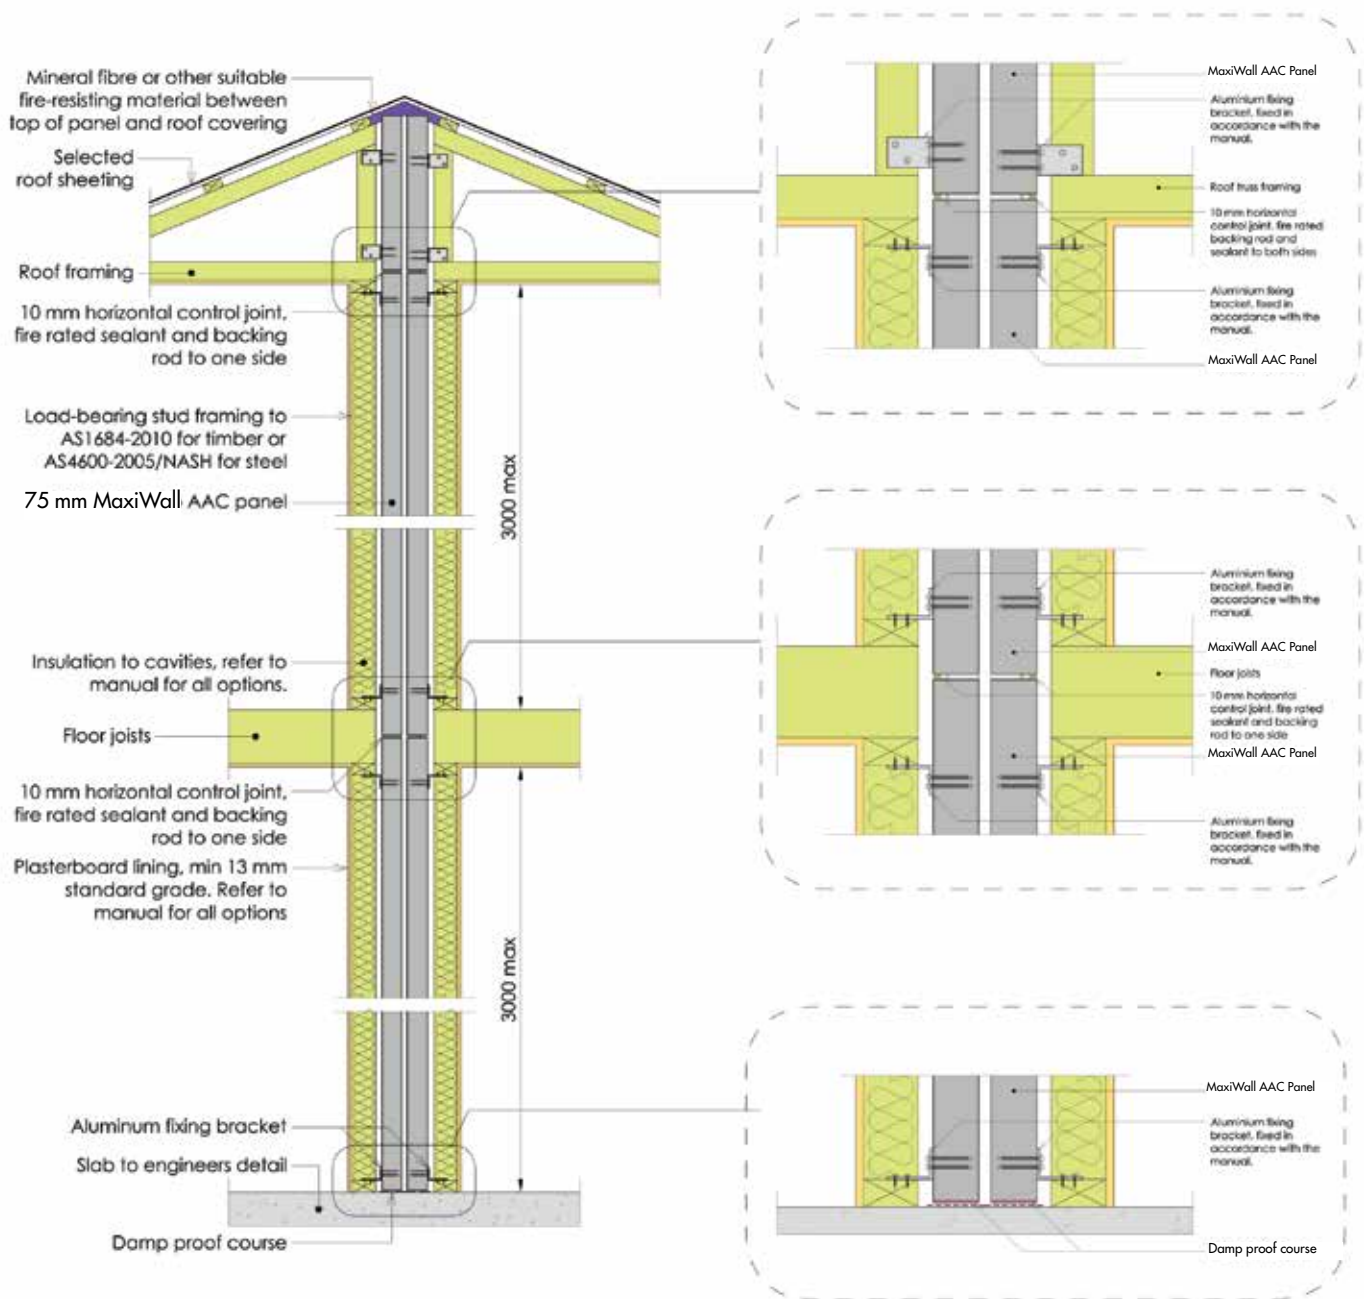 Mineral fibre or other suitable
fire-resisting material between
top of panel and roof covering
Selected
roof sheeting
Roof framing
10 mm horizontal control joint,
fire rated sealant and backing
rod to one side
Load-bearing stud framing to
AS1684-2010 for timber or
AS4600-2005/NASH for steel
75 mm MaxiWall AAC panel
3000 max
Insulation to cavities, refer to
manual for all options.
Floor joists
10 mm horizontal control joint,
fire rated sealant and backing
rod to one side
Plasterboard lining, min 13 mm
standard grade. Refer to
manual for all options
3000 max
Aluminum fixing bracket
Slab to engineers detail
Damp proof course
MaxiWall AAC Panel
Aluminium fixing
bracket, fixed in
accordance with the
manual.
Roof truss framing
10 mm horizontal
control joint, fire rated
backing rod and
sealant to both sides
Aluminium fixing
bracket, fixed in
accordance with the
manual.
MaxiWall AAC Panel
Aluminium fixing
bracket, fixed in
accordance with the
manual.
MaxiWall AAC Panel
Floor joists
10 mm horizontal
control joint, fire rated
sealant and backing
rod to one side
MaxiWall AAC Panel
Aluminium fixing
bracket, fixed in
accordance with the
manual.
MaxiWall AAC Panel
Aluminium fixing
bracket, fixed in
accordance with the
manual.
Damp proof course